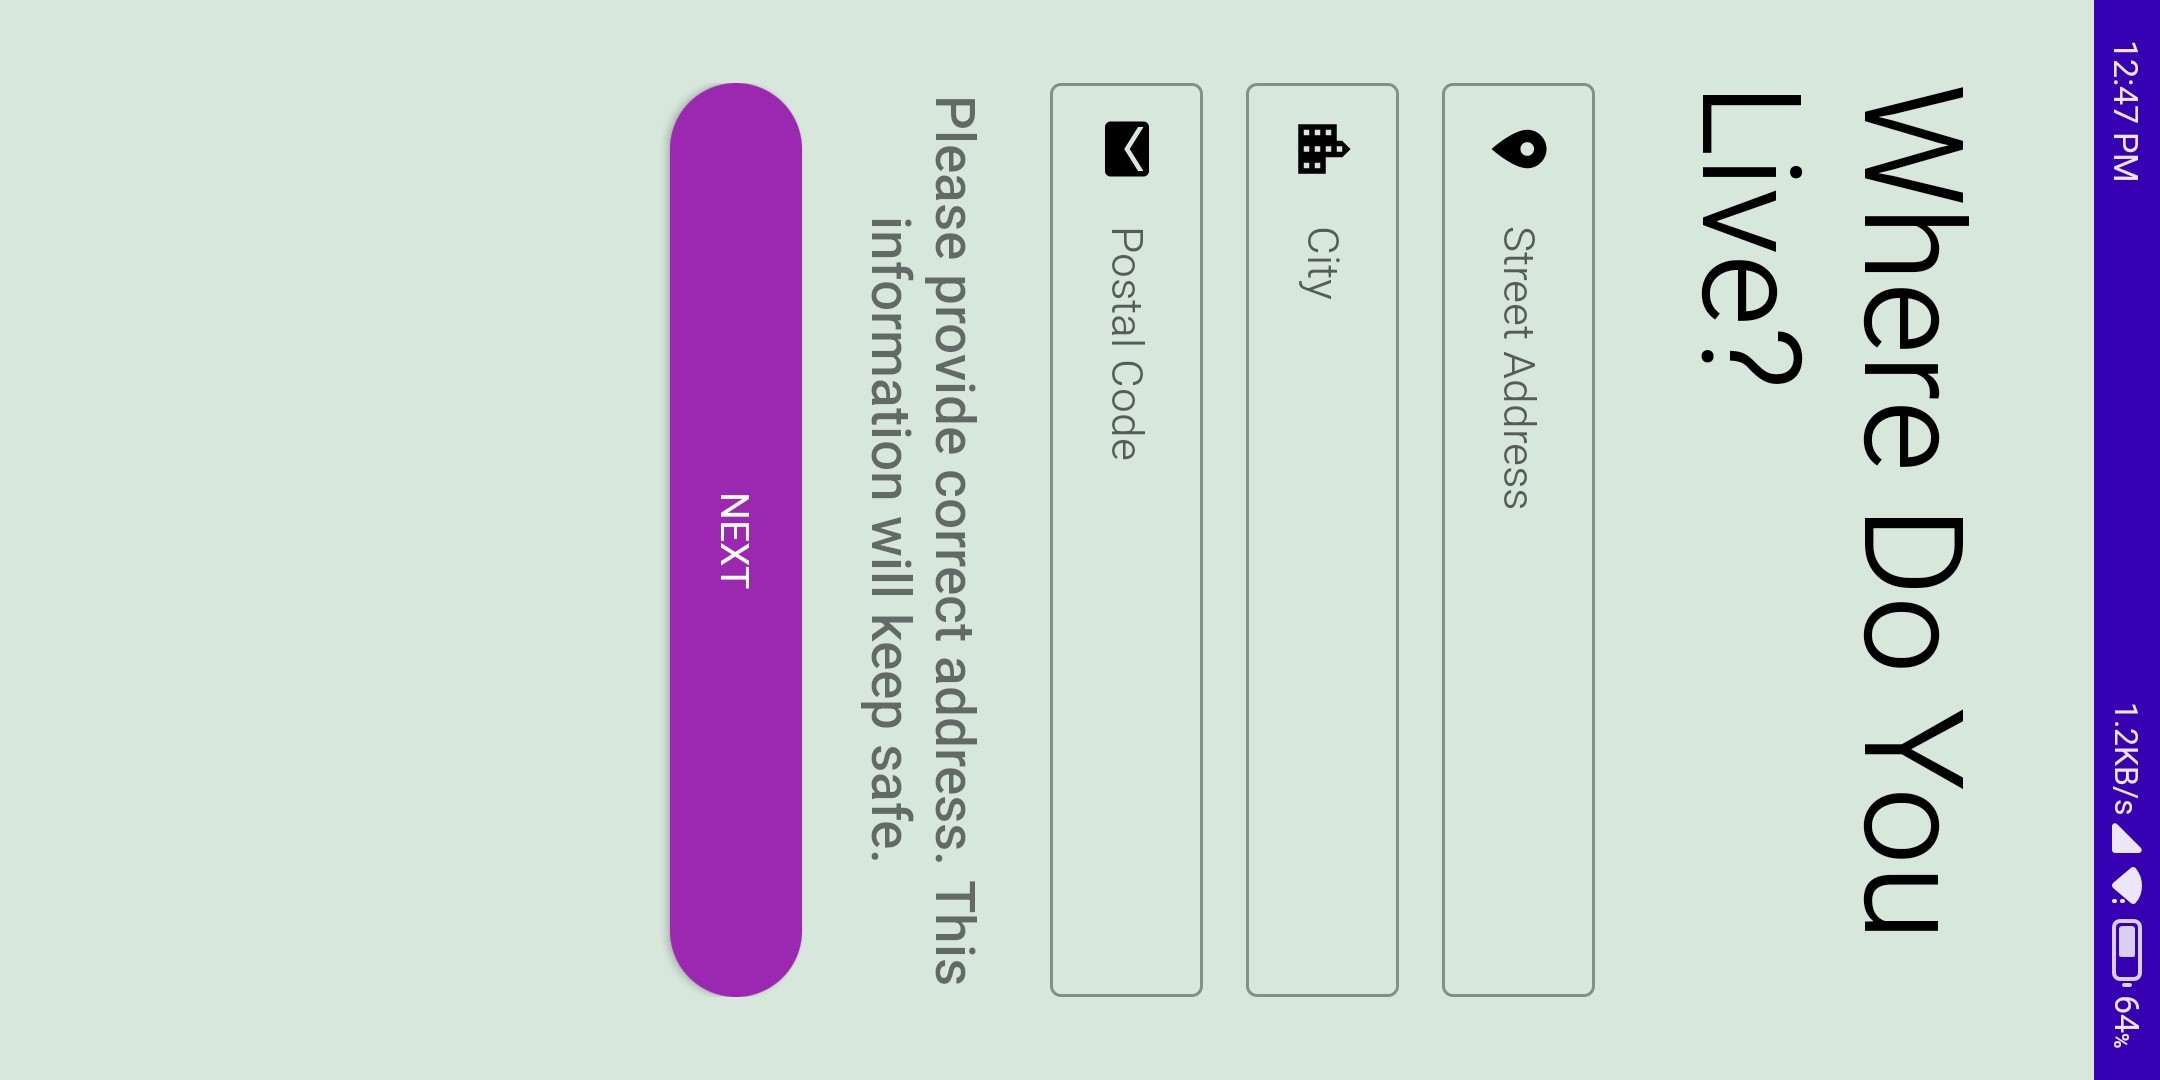 12:47 PM 1.2KB/s 64%
Where Do You
Live?
Street Address
City
Postal Code
Please provide correct address. This
information will keep safe.
NEXT